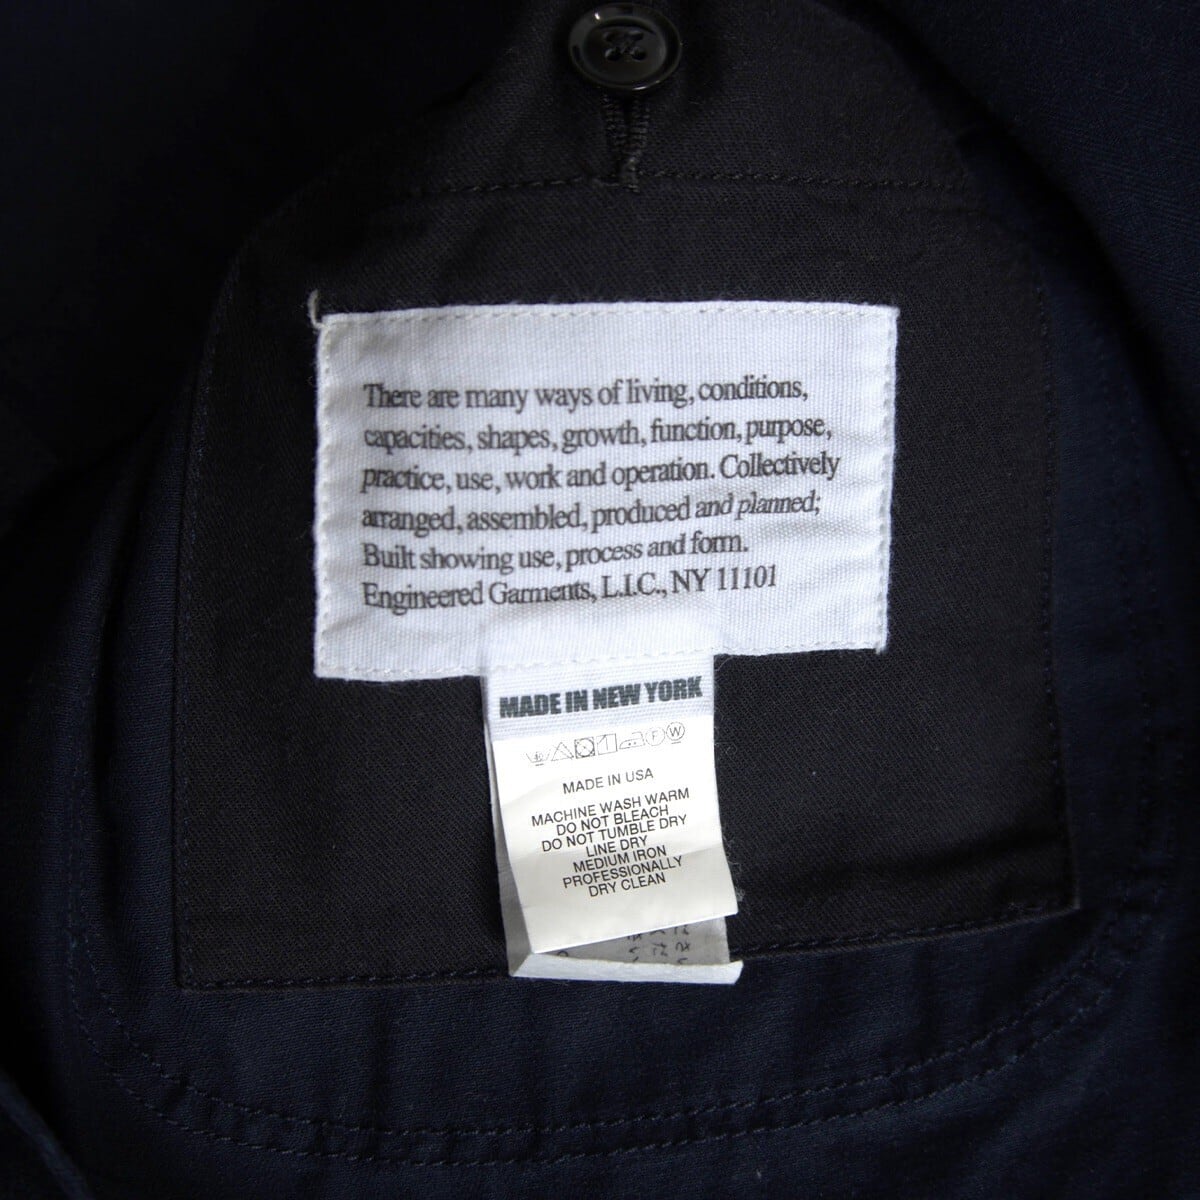 There are many ways of living, conditions,
capacities, shapes, growth, function, purpose,
practice, use, work and operation. Collectively
arranged, assembled, produced and planned;
Built showing use, process and form.
Engineered Garments, L.I.C., NY 11101
MADE IN NEW YORK
MADE IN USA
MACHINE WASH WARM
DO NOT BLEACH
DO NOT TUMBLE DRY
LINE DRY
MEDIUM IRON
PROFESSIONALLY
DRY CLEAN